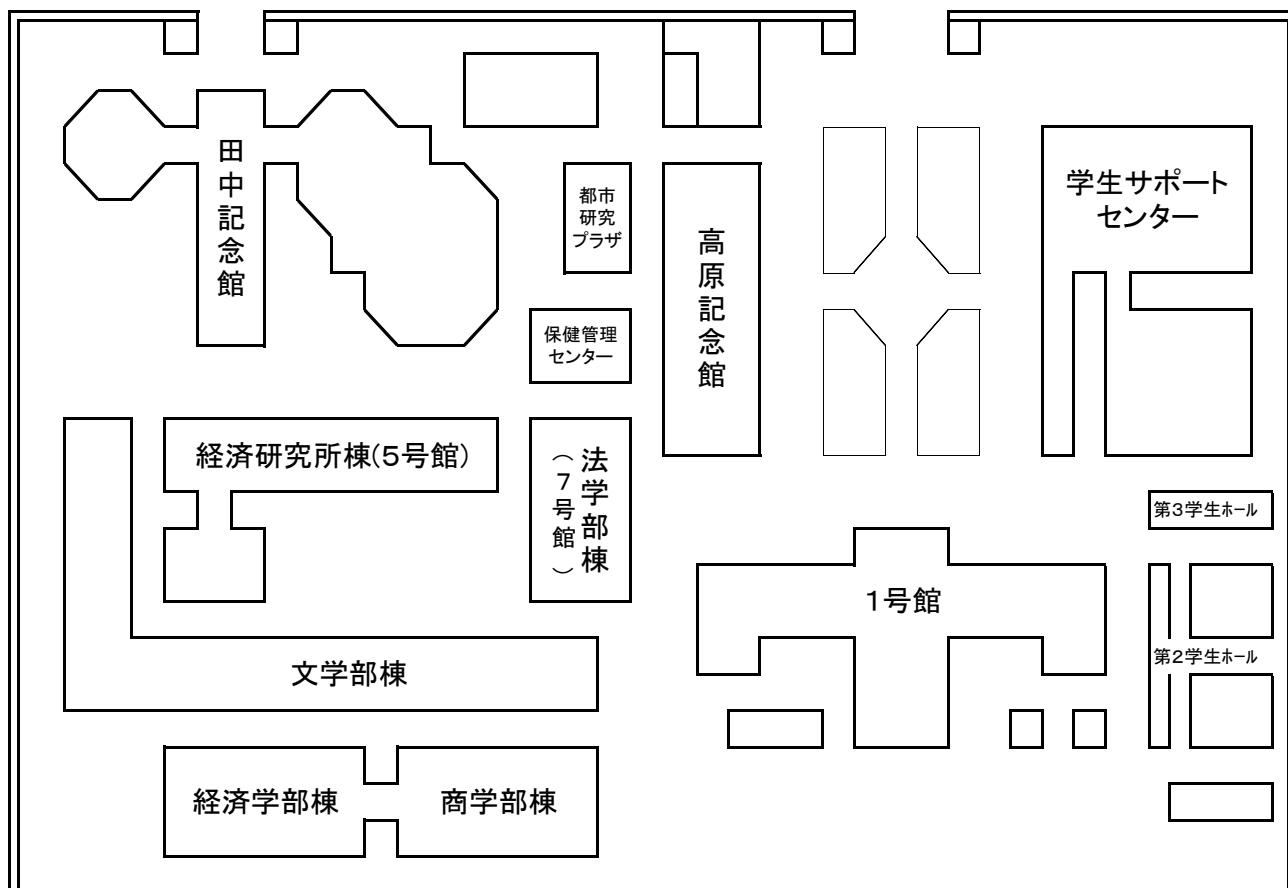 田中記念館
都市
研究
プラザ
高原記念館
学生サポート
センター
保健管理
センター
経済研究所棟(5号館)
法学部棟
（7号館）
第3学生ホール
1号館
第2学生ホール
文学部棟
経済学部棟
商学部棟